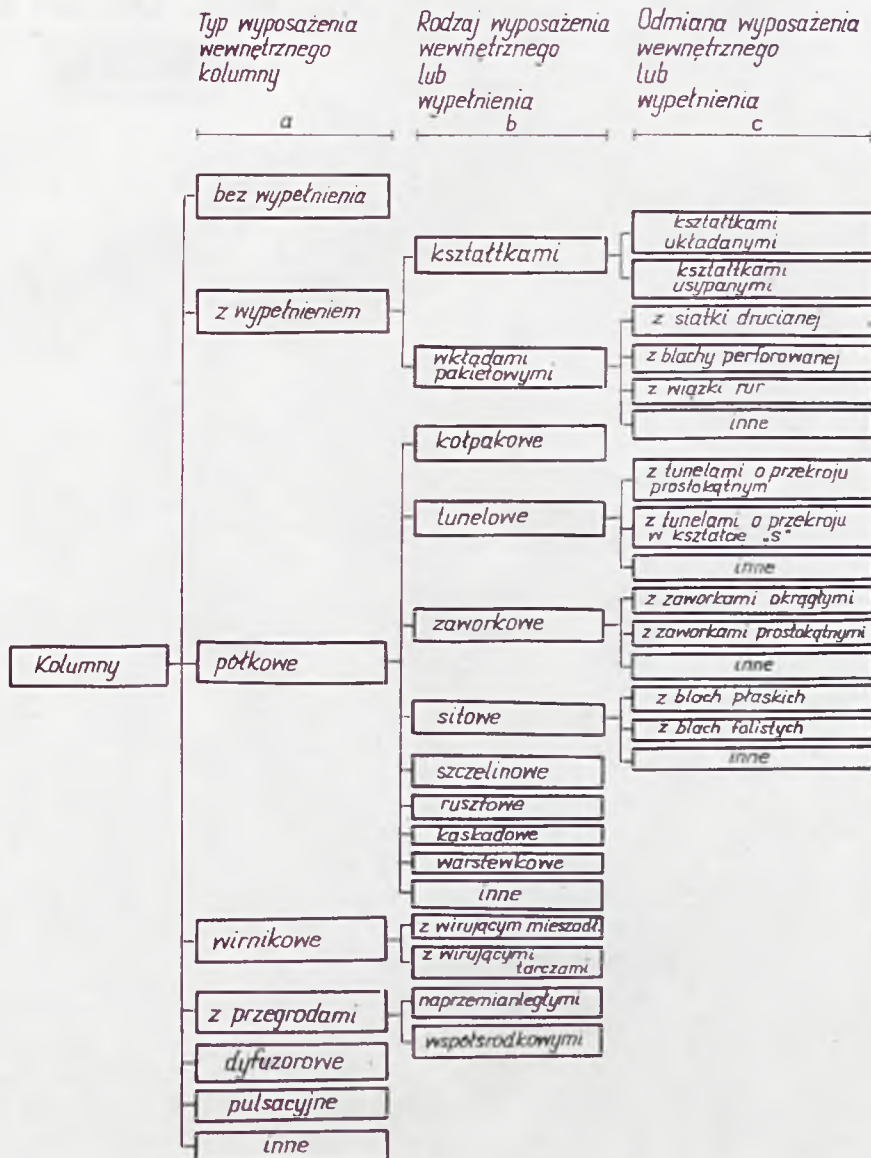 Typ wyposażenia
wewnętrznego
kolumny
a
Rodzaj wyposażenia
wewnętrznego
lub
wypełnienia
b
Odmiana wyposażenia
wewnętrznego
lub
wypełnienia
c
Kolumny
bez wypełnienia
z wypełnieniem
kształtkami
kształtkami
układanymi
kształtkami
usypanymi
wkładami
pakietowymi
z siatki drucianej
z blachy perforowanej
z wiązki rur
inne
półkowe
kołpakowe
tunelowe
z tunelami o przekroju
prostokątnym
z tunelami o przekroju
w kształcie „s"
inne
zaworkowe
z zaworkami okrągłymi
z zaworkami prostokątnymi
inne
sitowe
z blach płaskich
z blach falistych
inne
szczelinowe
rusztowe
kaskadowe
warstewkowe
inne
wirnikowe
z wirującym mieszadł.
z wirującymi
tarczami
z przegrodami
naprzemianległymi
współśrodkowymi
dyfuzorowe
pulsacyjne
inne